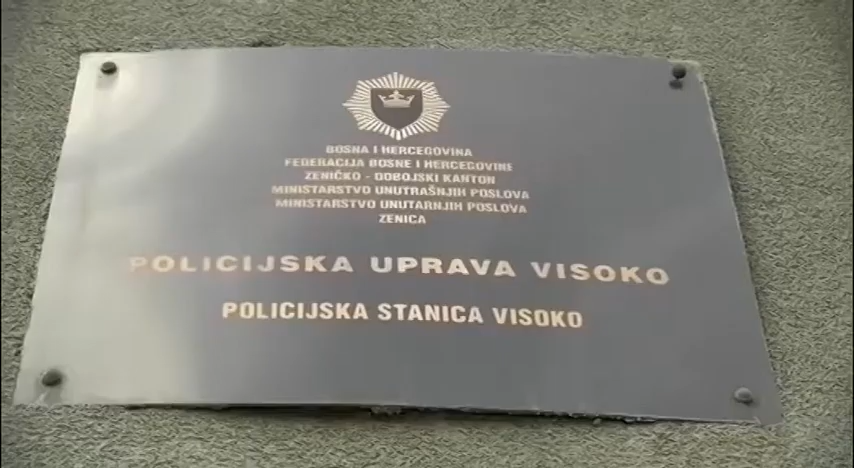 BOSNA I HERCEGOVINA
FEDERACIJA BOSNE I HERCEGOVINE
ZENIČKO - DOBOJSKI KANTON
MINISTARSTVO UNUTRAŠNJIH POSLOVA
MINISTARSTVO UNUTARNJIH POSLOVA
ZENICA
POLICIJSKA UPRAVA VISOKO
POLICIJSKA STANICA VISOKO